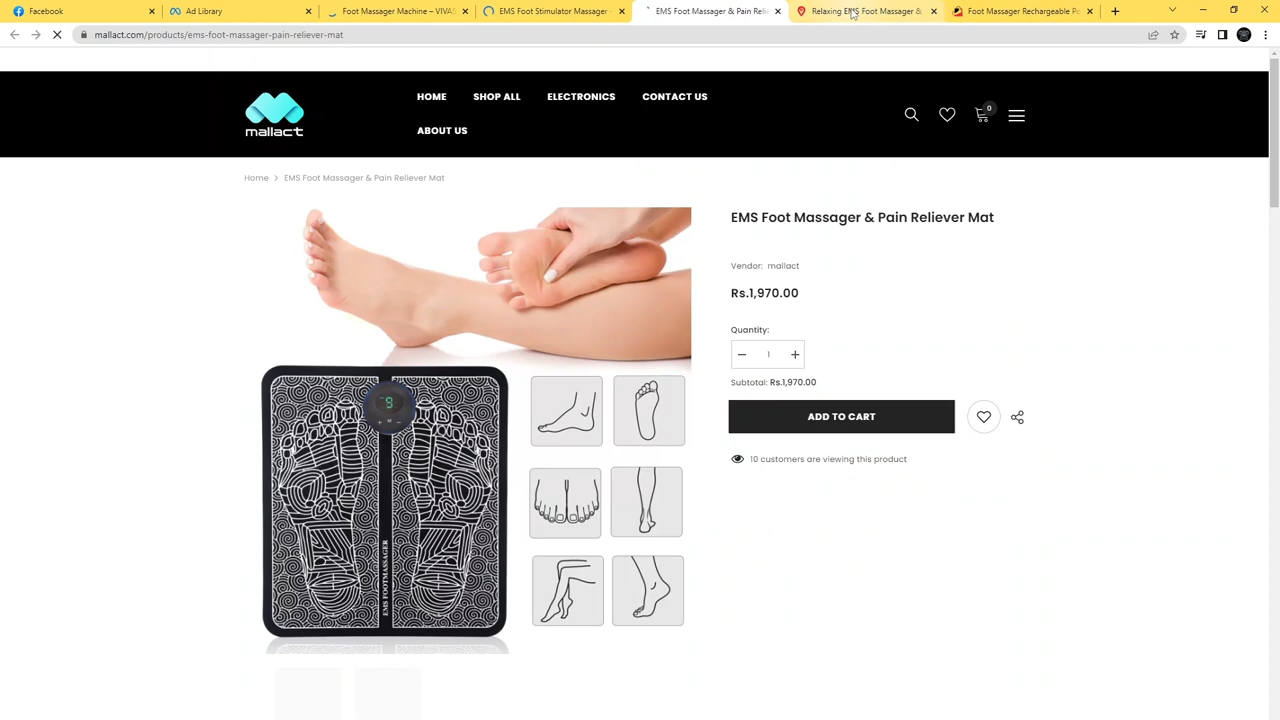 Facebook
Ad Library
Foot Massager Machine – VIVAS
EMS Foot Stimulator Massager -
EMS Foot Massager & Pain Relie
Relaxing EMS Foot Massager &
Foot Massager Rechargeable Po
mallact.com/products/ems-foot-massager-pain-reliever-mat
mallact
HOME
SHOP ALL
ELECTRONICS
CONTACT US
ABOUT US
0
Home > EMS Foot Massager & Pain Reliever Mat
EMS Foot Massager & Pain Reliever Mat
Vendor: mallact
Rs.1,970.00
Quantity:
− 1 +
Subtotal: Rs.1,970.00
ADD TO CART
10 customers are viewing this product
EMS FOOTMASSAGER